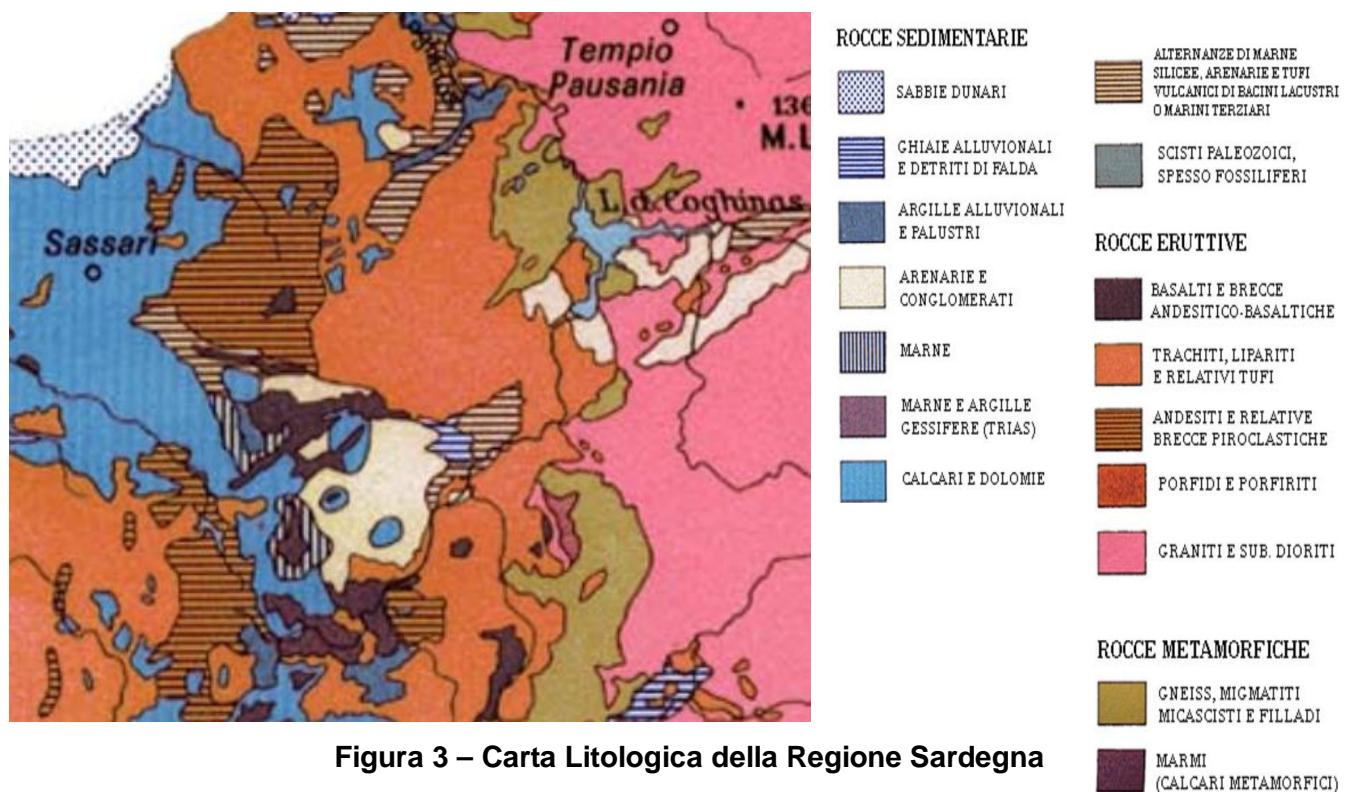 Tempio
Pausania
136
M.L
L. d. Coghinas
Sassari
ROCCE SEDIMENTARIE
SABBIE DUNARI
GHIAIE ALLUVIONALI
E DETRITI DI FALDA
ARGILLE ALLUVIONALI
E PALUSTRI
ARENARIE E
CONGLOMERATI
MARNE
MARNE E ARGILLE
GESSIFERE (TRIAS)
CALCARI E DOLOMIE
ALTERNANZE DI MARNE
SILICEE, ARENARIE E TUFI
VULCANICI DI BACINI LACUSTRI
O MARINI TERZIARI
SCISTI PALEOZOICI,
SPESSO FOSSILIFERI
ROCCE ERUTTIVE
BASALTI E BRECCE
ANDESITICO-BASALTICHE
TRACHITI, LIPARITI
E RELATIVI TUFI
ANDESITI E RELATIVE
BRECCE PIROCLASTICHE
PORFIDI E PORFIRITI
GRANITI E SUB. DIORITI
ROCCE METAMORFICHE
GNEISS, MIGMATITI
MICASCISTI E FILLADI
MARMI
(CALCARI METAMORFICI)
Figura 3 – Carta Litologica della Regione Sardegna